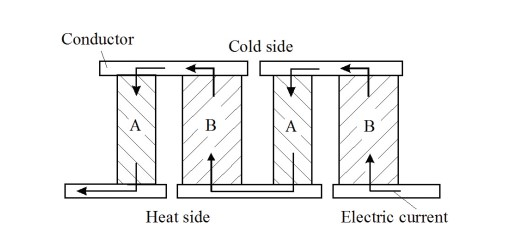 Conductor
Cold side
A
B
A
B
Heat side
Electric current